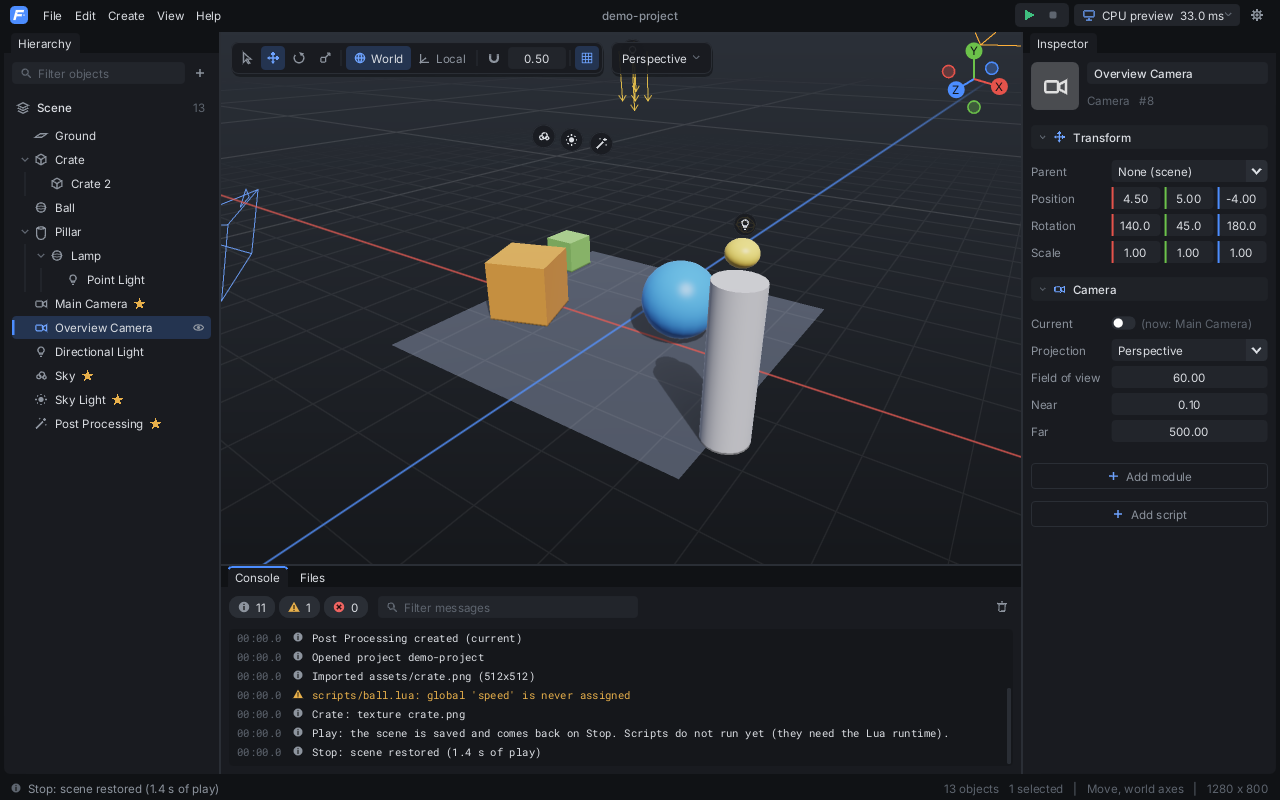 File Edit Create View Help
demo-project
CPU preview 33.0 ms
Hierarchy
Filter objects
Scene 13
Ground
Crate
Crate 2
Ball
Pillar
Lamp
Point Light
Main Camera
Overview Camera
Directional Light
Sky
Sky Light
Post Processing
World Local 0.50
Perspective
Y
X
Z
Console Files
11 1 0
Filter messages
00:00.0 Post Processing created (current)
00:00.0 Opened project demo-project
00:00.0 Imported assets/crate.png (512x512)
00:00.0 scripts/ball.lua: global 'speed' is never assigned
00:00.0 Crate: texture crate.png
00:00.0 Play: the scene is saved and comes back on Stop. Scripts do not run yet (they need the Lua runtime).
00:00.0 Stop: scene restored (1.4 s of play)
Inspector
Overview Camera
Camera #8
Transform
Parent None (scene)
Position 4.50 5.00 -4.00
Rotation 140.0 45.0 180.0
Scale 1.00 1.00 1.00
Camera
Current (now: Main Camera)
Projection Perspective
Field of view 60.00
Near 0.10
Far 500.00
Add module
Add script
Stop: scene restored (1.4 s of play)
13 objects 1 selected | Move, world axes | 1280 x 800